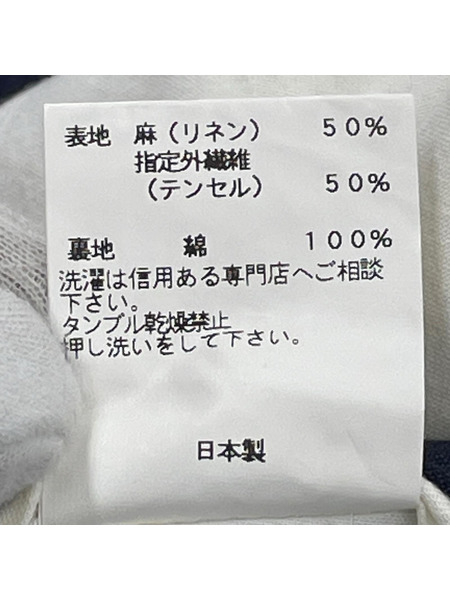 表地 麻(リネン) 50%
指定外繊維
(テンセル) 50%
裏地 綿 100%
洗濯は信用ある専門店へご相談
下さい。
タンブル乾燥禁止
押し洗いをして下さい。
日本製